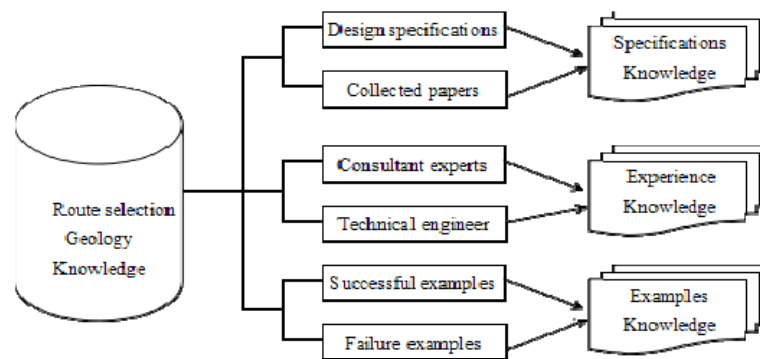 Design specifications
Specifications
Knowledge
Collected papers
Consultant experts
Experience
Knowledge
Technical engineer
Route selection
Geology
Knowledge
Successful examples
Examples
Knowledge
Failure examples